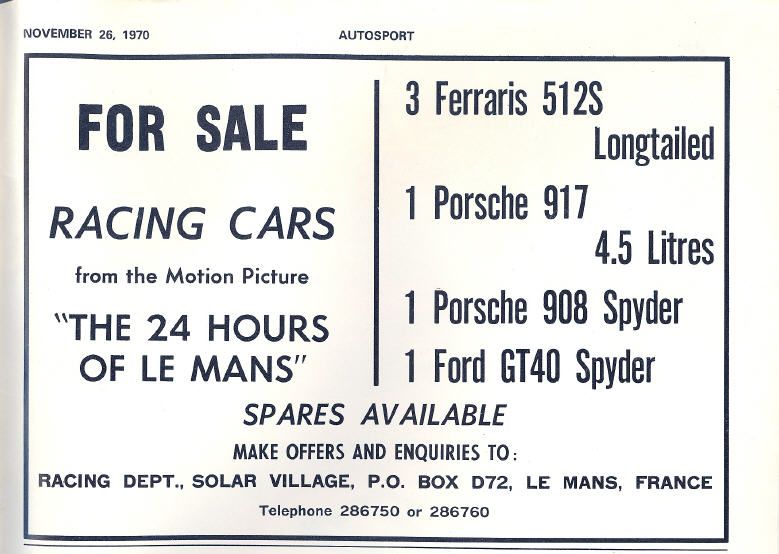 NOVEMBER 26, 1970
AUTOSPORT
FOR SALE
RACING CARS
from the Motion Picture
"THE 24 HOURS
OF LE MANS"
3 Ferraris 512S
Longtailed
1 Porsche 917
4.5 Litres
1 Porsche 908 Spyder
1 Ford GT40 Spyder
SPARES AVAILABLE
MAKE OFFERS AND ENQUIRIES TO:
RACING DEPT., SOLAR VILLAGE, P.O. BOX D72, LE MANS, FRANCE
Telephone 286750 or 286760